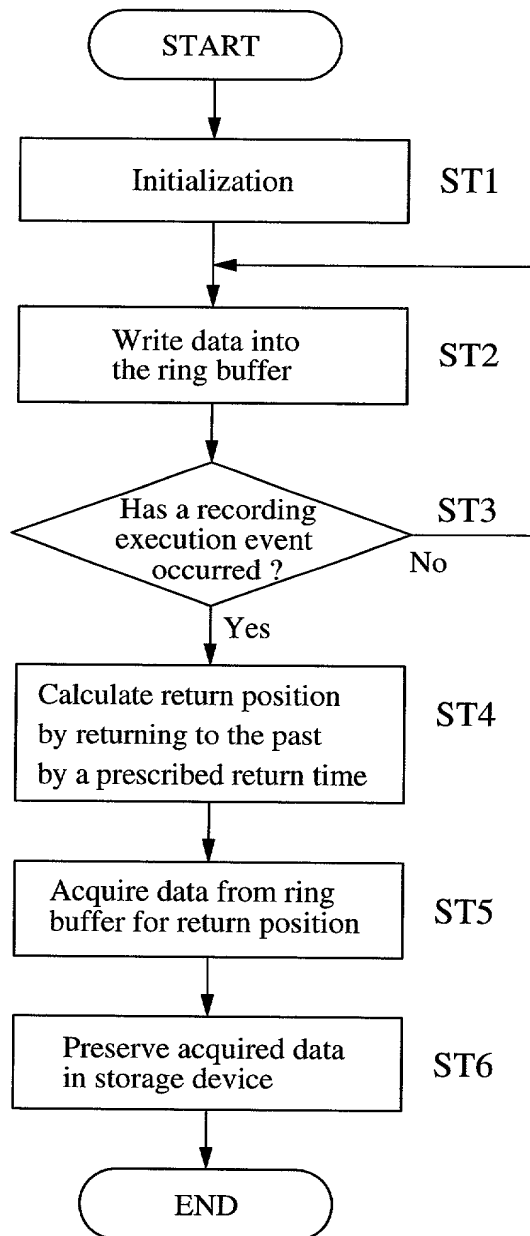 START
Initialization
ST1
Write data into
the ring buffer
ST2
Has a recording
execution event
occurred ?
ST3
No
Yes
Calculate return position
by returning to the past
by a prescribed return time
ST4
Acquire data from ring
buffer for return position
ST5
Preserve acquired data
in storage device
ST6
END